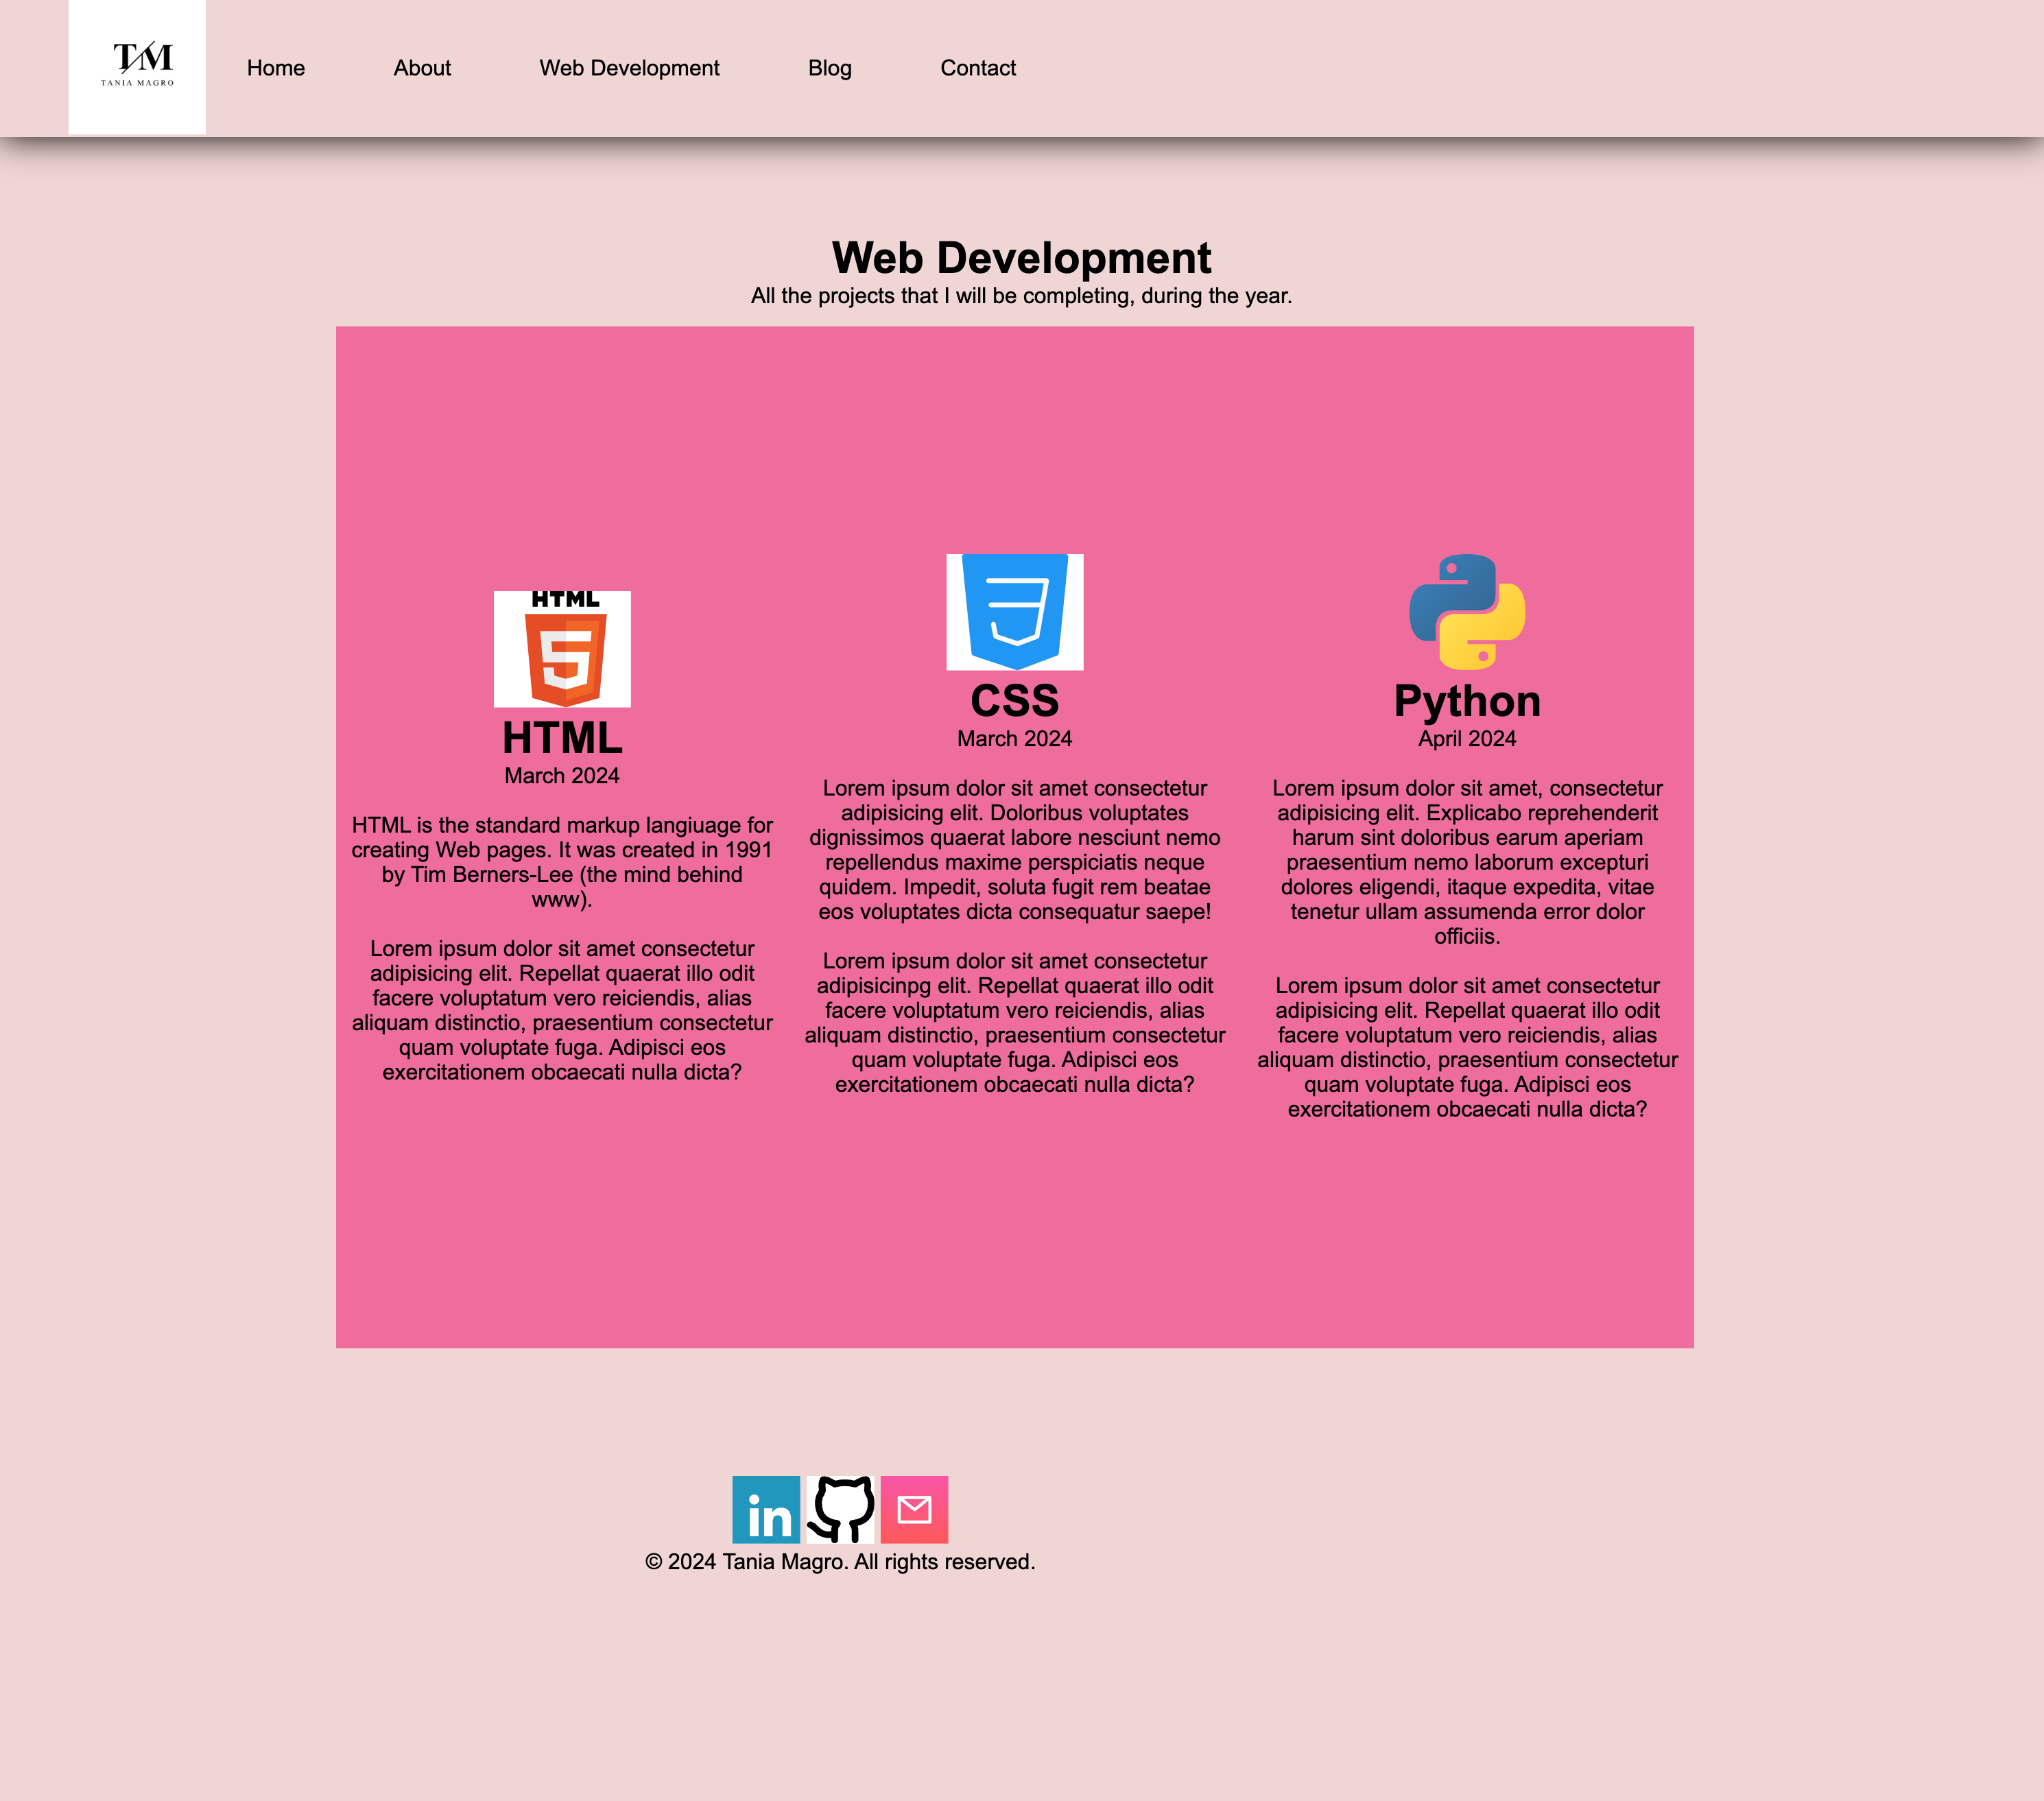 TM
TANIA MAGRO
Home
About
Web Development
Blog
Contact
Web Development
All the projects that I will be completing, during the year.
HTML
HTML
March 2024
HTML is the standard markup langiuage for
creating Web pages. It was created in 1991
by Tim Berners-Lee (the mind behind
www).
Lorem ipsum dolor sit amet consectetur
adipisicing elit. Repellat quaerat illo odit
facere voluptatum vero reiciendis, alias
aliquam distinctio, praesentium consectetur
quam voluptate fuga. Adipisci eos
exercitationem obcaecati nulla dicta?
CSS
March 2024
Lorem ipsum dolor sit amet consectetur
adipisicing elit. Doloribus voluptates
dignissimos quaerat labore nesciunt nemo
repellendus maxime perspiciatis neque
quidem. Impedit, soluta fugit rem beatae
eos voluptates dicta consequatur saepe!
Lorem ipsum dolor sit amet consectetur
adipisicinpg elit. Repellat quaerat illo odit
facere voluptatum vero reiciendis, alias
aliquam distinctio, praesentium consectetur
quam voluptate fuga. Adipisci eos
exercitationem obcaecati nulla dicta?
Python
April 2024
Lorem ipsum dolor sit amet, consectetur
adipisicing elit. Explicabo reprehenderit
harum sint doloribus earum aperiam
praesentium nemo laborum excepturi
dolores eligendi, itaque expedita, vitae
tenetur ullam assumenda error dolor
officiis.
Lorem ipsum dolor sit amet consectetur
adipisicing elit. Repellat quaerat illo odit
facere voluptatum vero reiciendis, alias
aliquam distinctio, praesentium consectetur
quam voluptate fuga. Adipisci eos
exercitationem obcaecati nulla dicta?
in
© 2024 Tania Magro. All rights reserved.